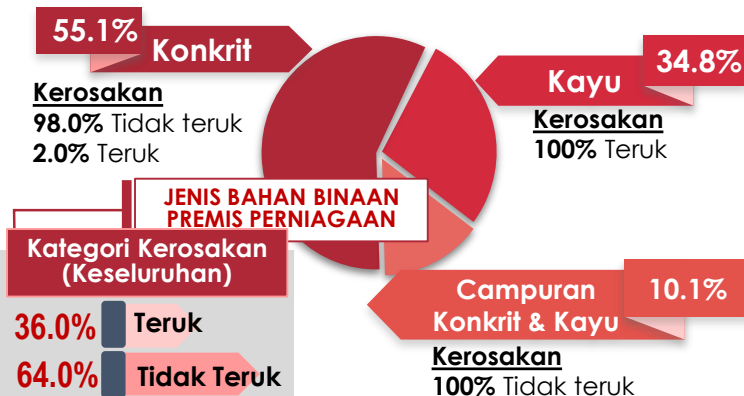 55.1%
Konkrit
Kerosakan
98.0% Tidak teruk
2.0% Teruk
34.8%
Kayu
Kerosakan
100% Teruk
JENIS BAHAN BINAAN
PREMIS PERNIAGAAN
Kategori Kerosakan
(Keseluruhan)
36.0% Teruk
64.0% Tidak Teruk
10.1%
Campuran
Konkrit & Kayu
Kerosakan
100% Tidak teruk